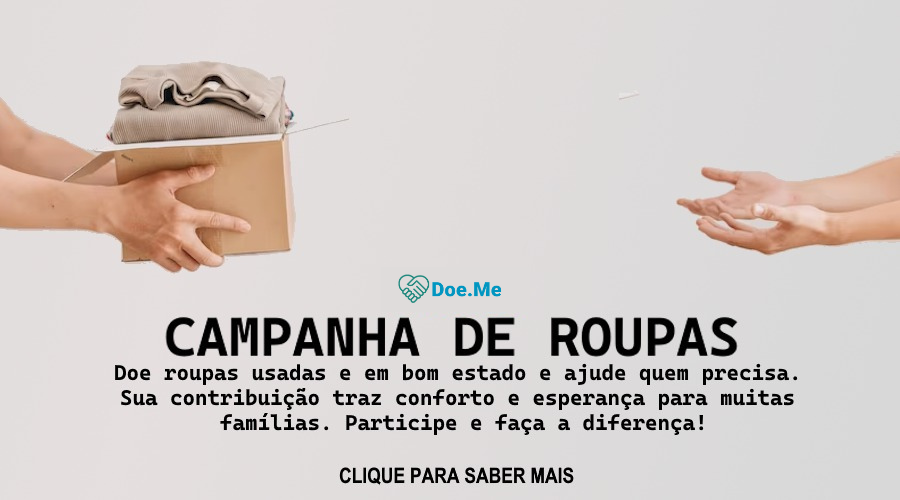 Doe.Me
CAMPANHA DE ROUPAS
Doe roupas usadas e em bom estado e ajude quem precisa.
Sua contribuição traz conforto e esperança para muitas
famílias. Participe e faça a diferença!
CLIQUE PARA SABER MAIS